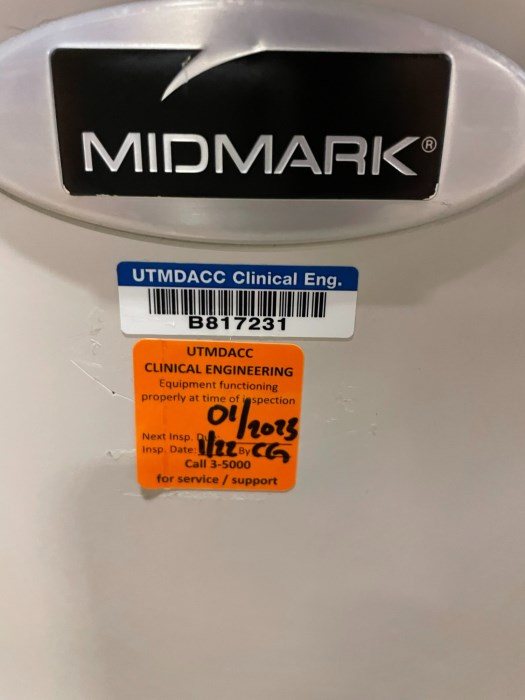 MIDMARK®
UTMDACC Clinical Eng.
B817231
UTMDACC
CLINICAL ENGINEERING
Equipment functioning
properly at time of inspection
01/2023
Next Insp. Due:
Insp. Date: 1/22 By CG
Call 3-5000
for service / support